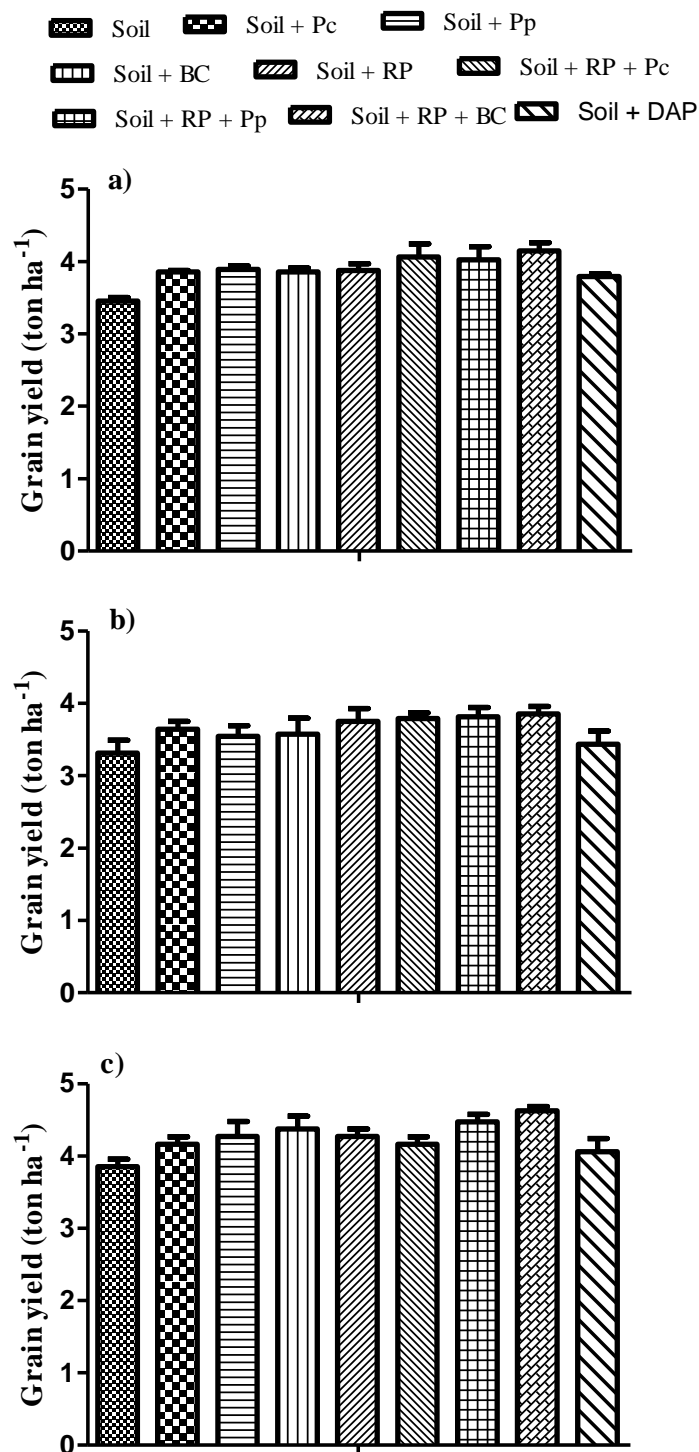 Soil Soil + Pc Soil + Pp
Soil + BC Soil + RP Soil + RP + Pc
Soil + RP + Pp Soil + RP + BC Soil + DAP
a)
5
4
3
2
1
0
Grain yield (ton ha-1)
b)
5
4
3
2
1
0
Grain yield (ton ha-1)
c)
5
4
3
2
1
0
Grain yield (ton ha-1)